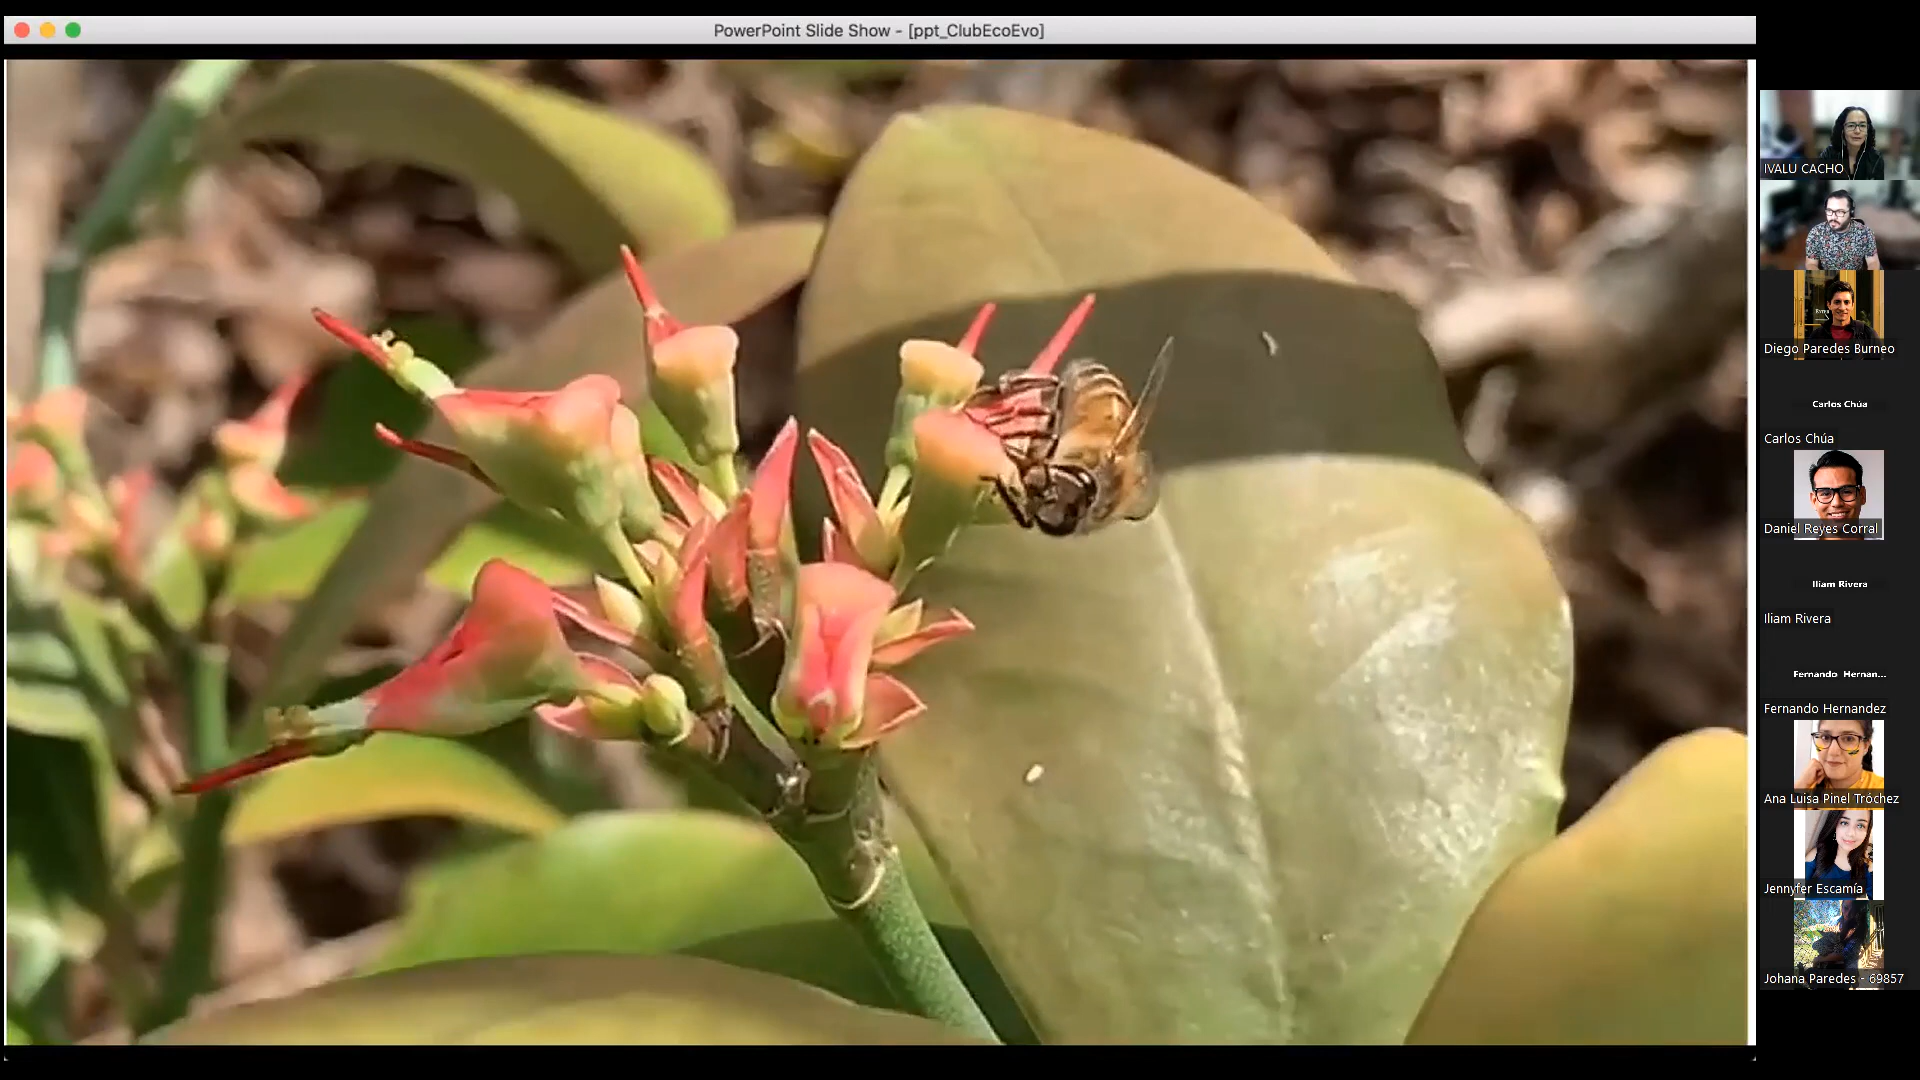 PowerPoint Slide Show - [ppt_ClubEcoEvo]
IVALU CACHO
Diego Paredes Burneo
Carlos Chúa
Carlos Chúa
Daniel Reyes Corral
Iliam Rivera
Iliam Rivera
Fernando Hernan...
Fernando Hernandez
Ana Luisa Pinel Tróchez
Jennyfer Escamía
Johana Paredes - 69857